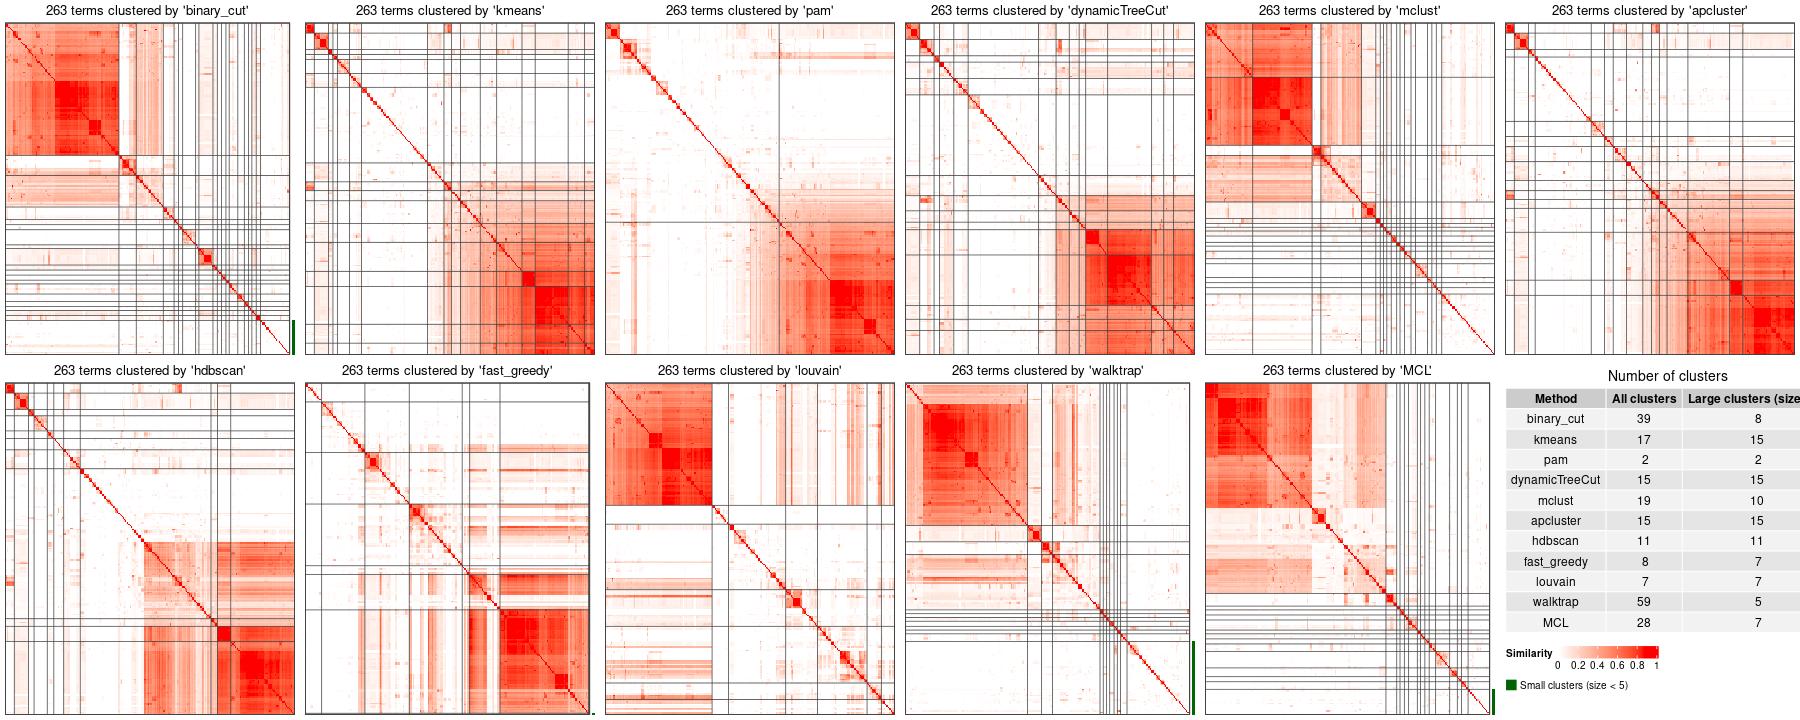 263 terms clustered by 'binary_cut'
263 terms clustered by 'kmeans'
263 terms clustered by 'pam'
263 terms clustered by 'dynamicTreeCut'
263 terms clustered by 'mclust'
263 terms clustered by 'apcluster'
263 terms clustered by 'hdbscan'
263 terms clustered by 'fast_greedy'
263 terms clustered by 'louvain'
263 terms clustered by 'walktrap'
263 terms clustered by 'MCL'
Number of clusters
Method All clusters Large clusters (size
binary_cut 39 8
kmeans 17 15
pam 2 2
dynamicTreeCut 15 15
mclust 19 10
apcluster 15 15
hdbscan 11 11
fast_greedy 8 7
louvain 7 7
walktrap 59 5
MCL 28 7
Similarity
0 0.2 0.4 0.6 0.8 1
Small clusters (size < 5)